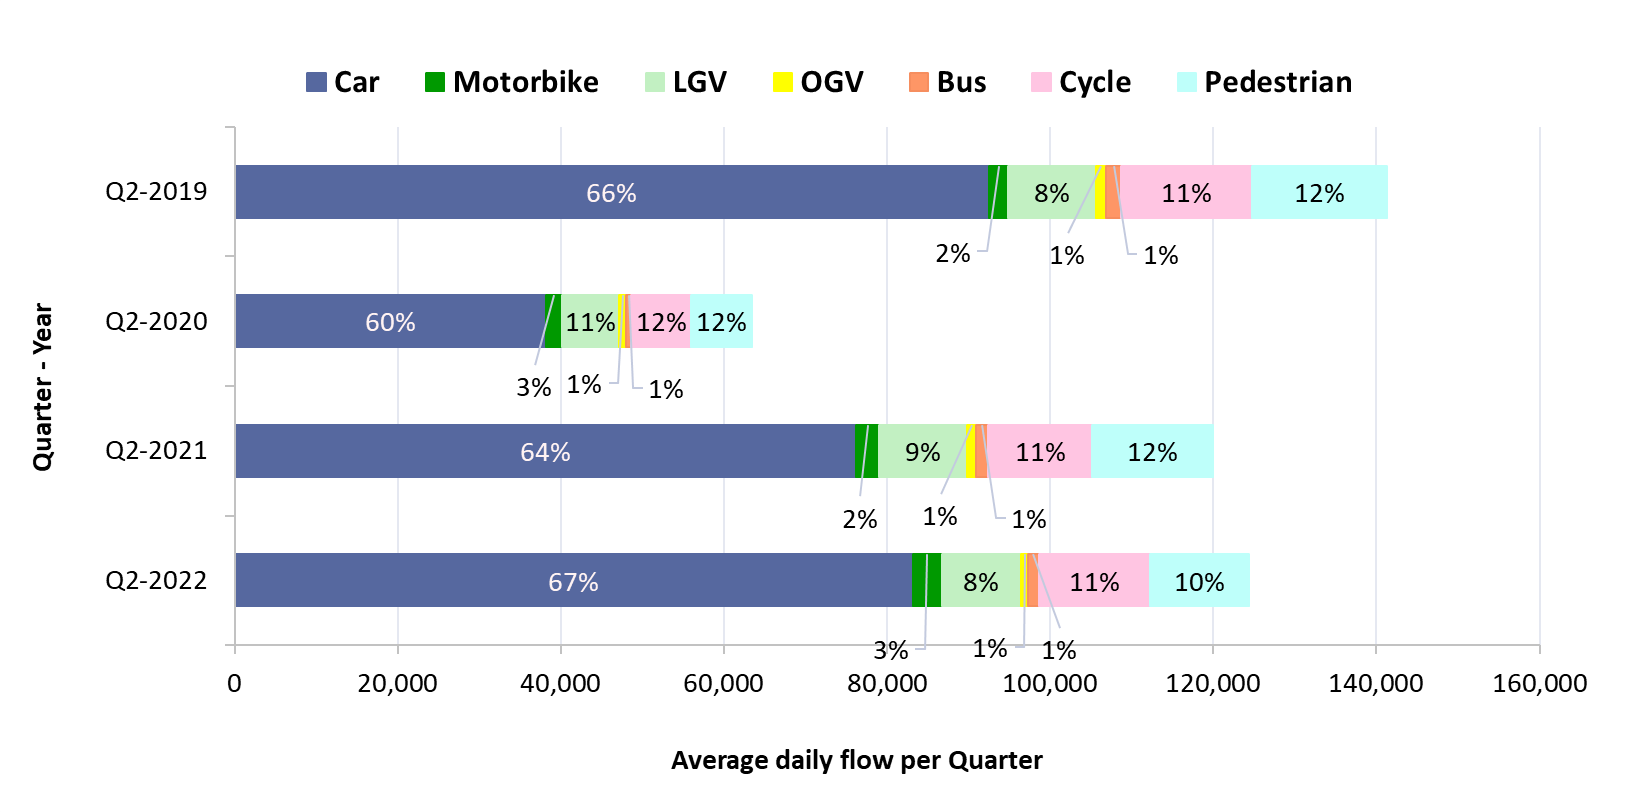 Car Motorbike LGV OGV Bus Cycle Pedestrian
Q2-2019 66% 8% 11% 12%
2% 1% 1%
Q2-2020 60% 11% 12% 12%
3% 1% 1%
Q2-2021 64% 9% 11% 12%
2% 1% 1%
Q2-2022 67% 8% 11% 10%
3% 1% 1%
0 20,000 40,000 60,000 80,000 100,000 120,000 140,000 160,000
Quarter - Year
Average daily flow per Quarter